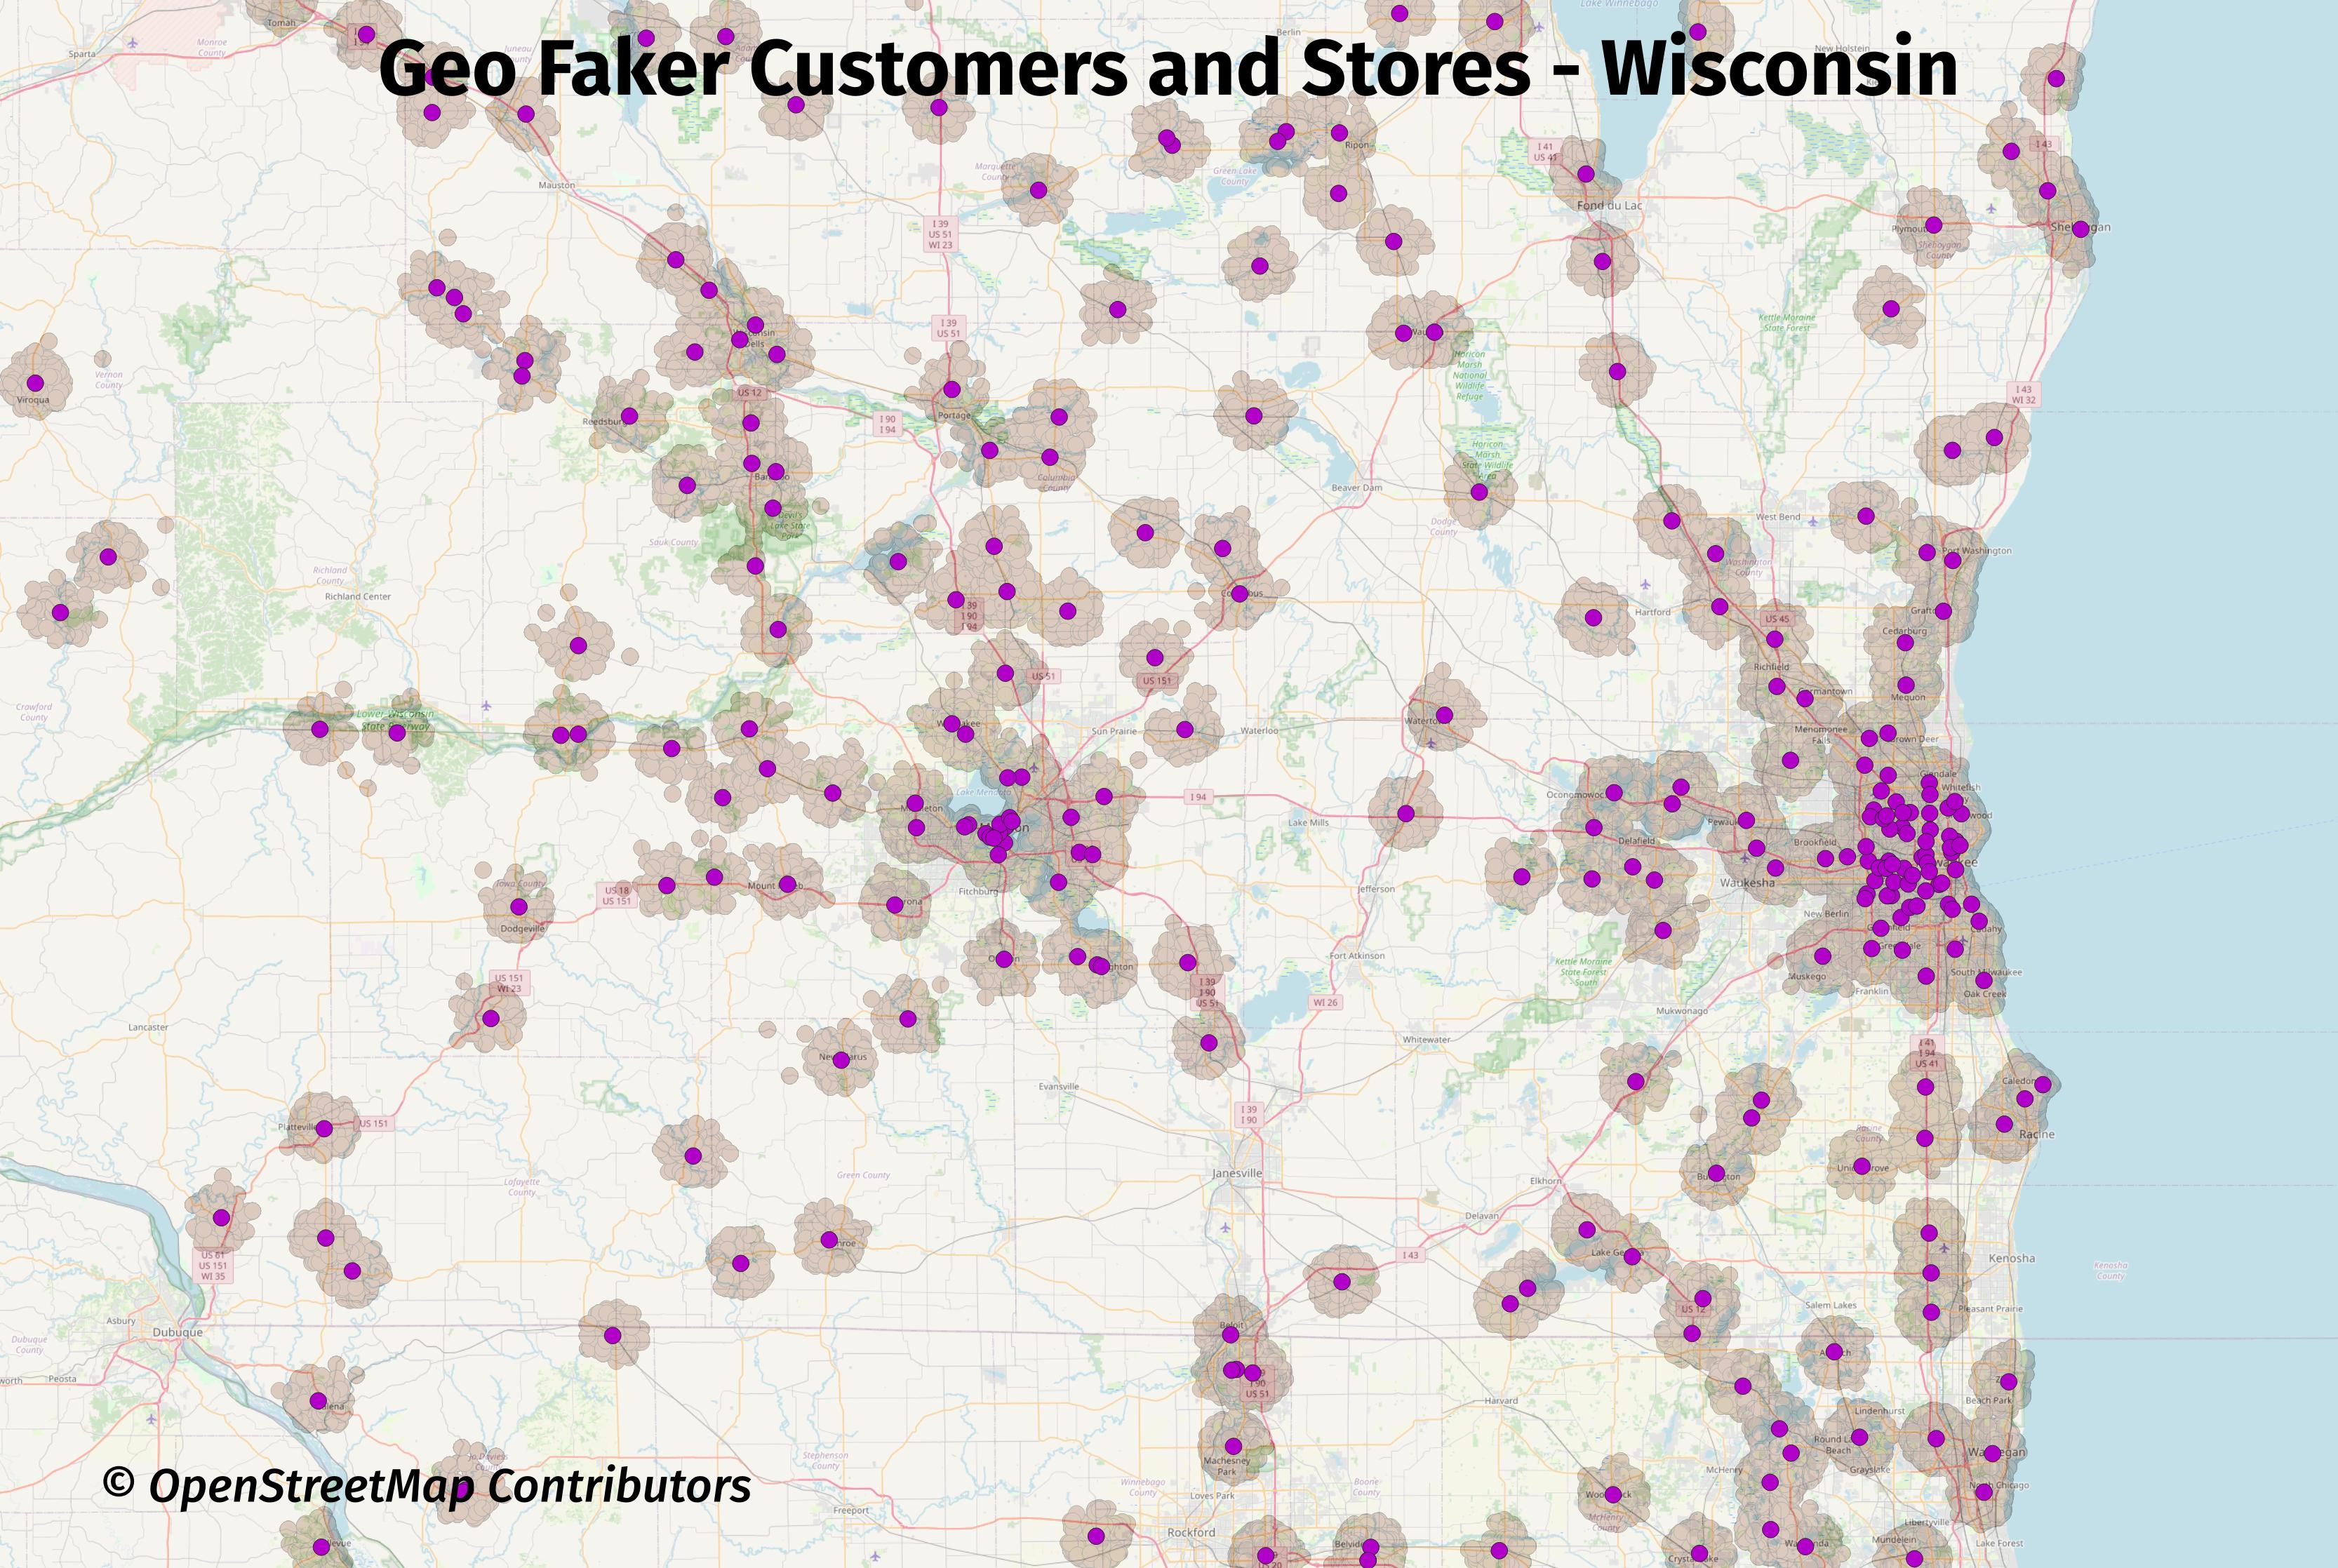 Geo Faker Customers and Stores - Wisconsin
Lake Winnebago
Tomah
Sparta
Monroe
County
Juneau
County
Berlin
New Holstein
Mauston
Marquette
County
Green Lake
County
Ripon
I 41
US 41
I 43
Fond du Lac
Plymouth
Sheboygan
County
Sheboygan
I 39
US 51
WI 23
I 39
US 51
Kettle Moraine
State Forest
Horicon
Marsh
National
Wildlife
Refuge
Vernon
County
Viroqua
US 12
Reedsburg
I 90
I 94
Portage
I 43
WI 32
Columbia
County
Horicon
Marsh
State Wildlife
Area
Beaver Dam
Devil's
Lake State
Park
Dodge
County
West Bend
Sauk County
Port Washington
Washington
County
Richland
County
Richland Center
Columbus
I 39
I 90
I 94
Hartford
Grafton
US 45
Cedarburg
Richfield
US 51
US 151
Germantown
Mequon
Crawford
County
Lower Wisconsin
State Riverway
Waunakee
Sun Prairie
Waterloo
Watertown
Menomonee
Falls
Brown Deer
Glendale
Whitefish
Lake Mendota
Middleton
I 94
Oconomowoc
Lake Mills
Madison
Delafield
Brookfield
Milwaukee
Iowa County
US 18
US 151
Mount Horeb
Fitchburg
Jefferson
Waukesha
Verona
Dodgeville
New Berlin
Greenfield
Cudahy
Greendale
Fort Atkinson
Oregon
Stoughton
Kettle Moraine
State Forest
- South
Muskego
South Milwaukee
US 151
WI 23
I 39
I 90
US 51
WI 26
Franklin
Oak Creek
Mukwonago
Lancaster
Whitewater
New Glarus
I 41
I 94
US 41
Evansville
Caledonia
I 39
I 90
Platteville
US 151
Racine
County
Racine
Union Grove
Burlington
Janesville
Green County
Lafayette
County
Elkhorn
Delavan
Monroe
Lake Geneva
I 43
Kenosha
US 61
US 151
WI 35
Kenosha
County
Salem Lakes
US 12
Pleasant Prairie
Asbury
Dubuque
Dubuque
County
Beloit
Antioch
Peosta
I 90
US 51
Beach Park
Galena
Harvard
Lindenhurst
Round Lake
Beach
Waukegan
Jo Daviess
County
Stephenson
County
Machesney
Park
McHenry
Grayslake
Winnebago
County
Boone
County
North Chicago
© OpenStreetMap Contributors
Woodstock
Loves Park
Freeport
McHenry
County
Libertyville
Rockford
Mundelein
Lake Forest
Belvidere
Wauconda
Crystal Lake
Bellevue